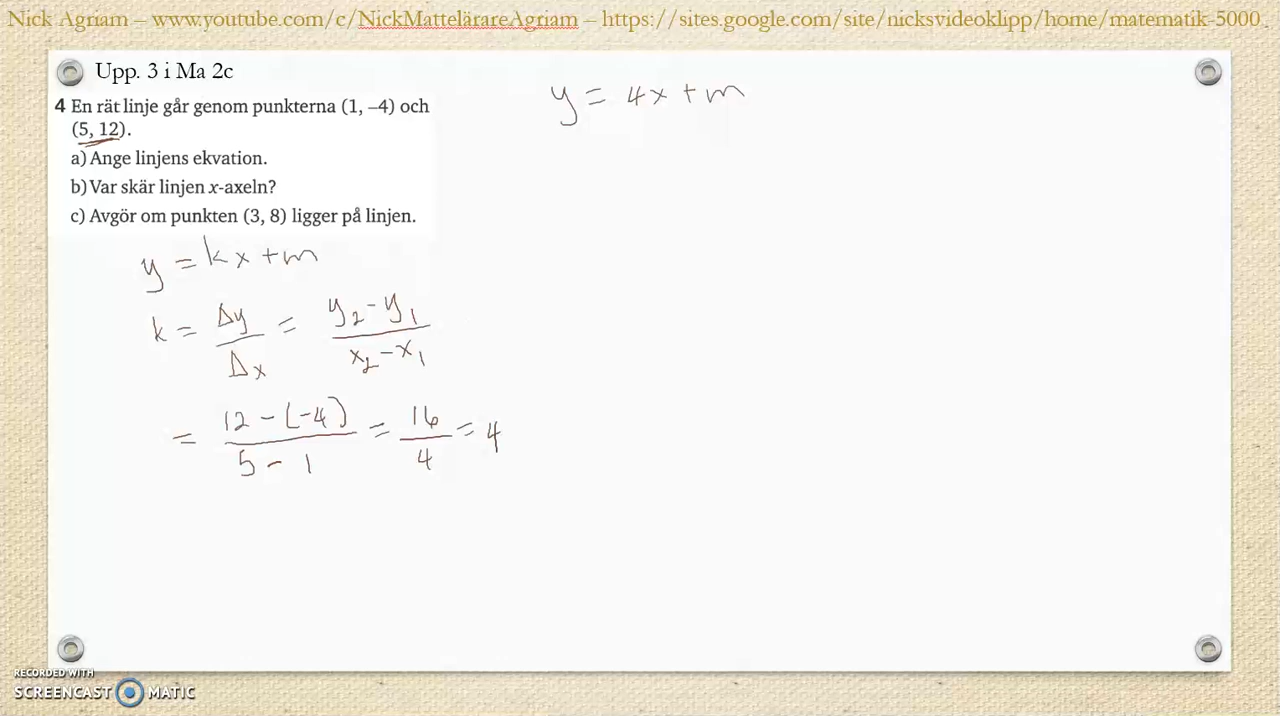 Nick Agriam – www.youtube.com/c/NickMattelärareAgriam – https://sites.google.com/site/nicksvideoklipp/home/matematik-5000 .
Upp. 3 i Ma 2c
4 En rät linje går genom punkterna (1, –4) och
(5, 12).
a) Ange linjens ekvation.
b) Var skär linjen x-axeln?
c) Avgör om punkten (3, 8) ligger på linjen.
y = kx + m
k = Δy/Δx = (y₂ - y₁)/(x₂ - x₁)
= (12 - (-4))/(5 - 1) = 16/4 = 4
y = 4x + m
RECORDED WITH
SCREENCAST MATIC